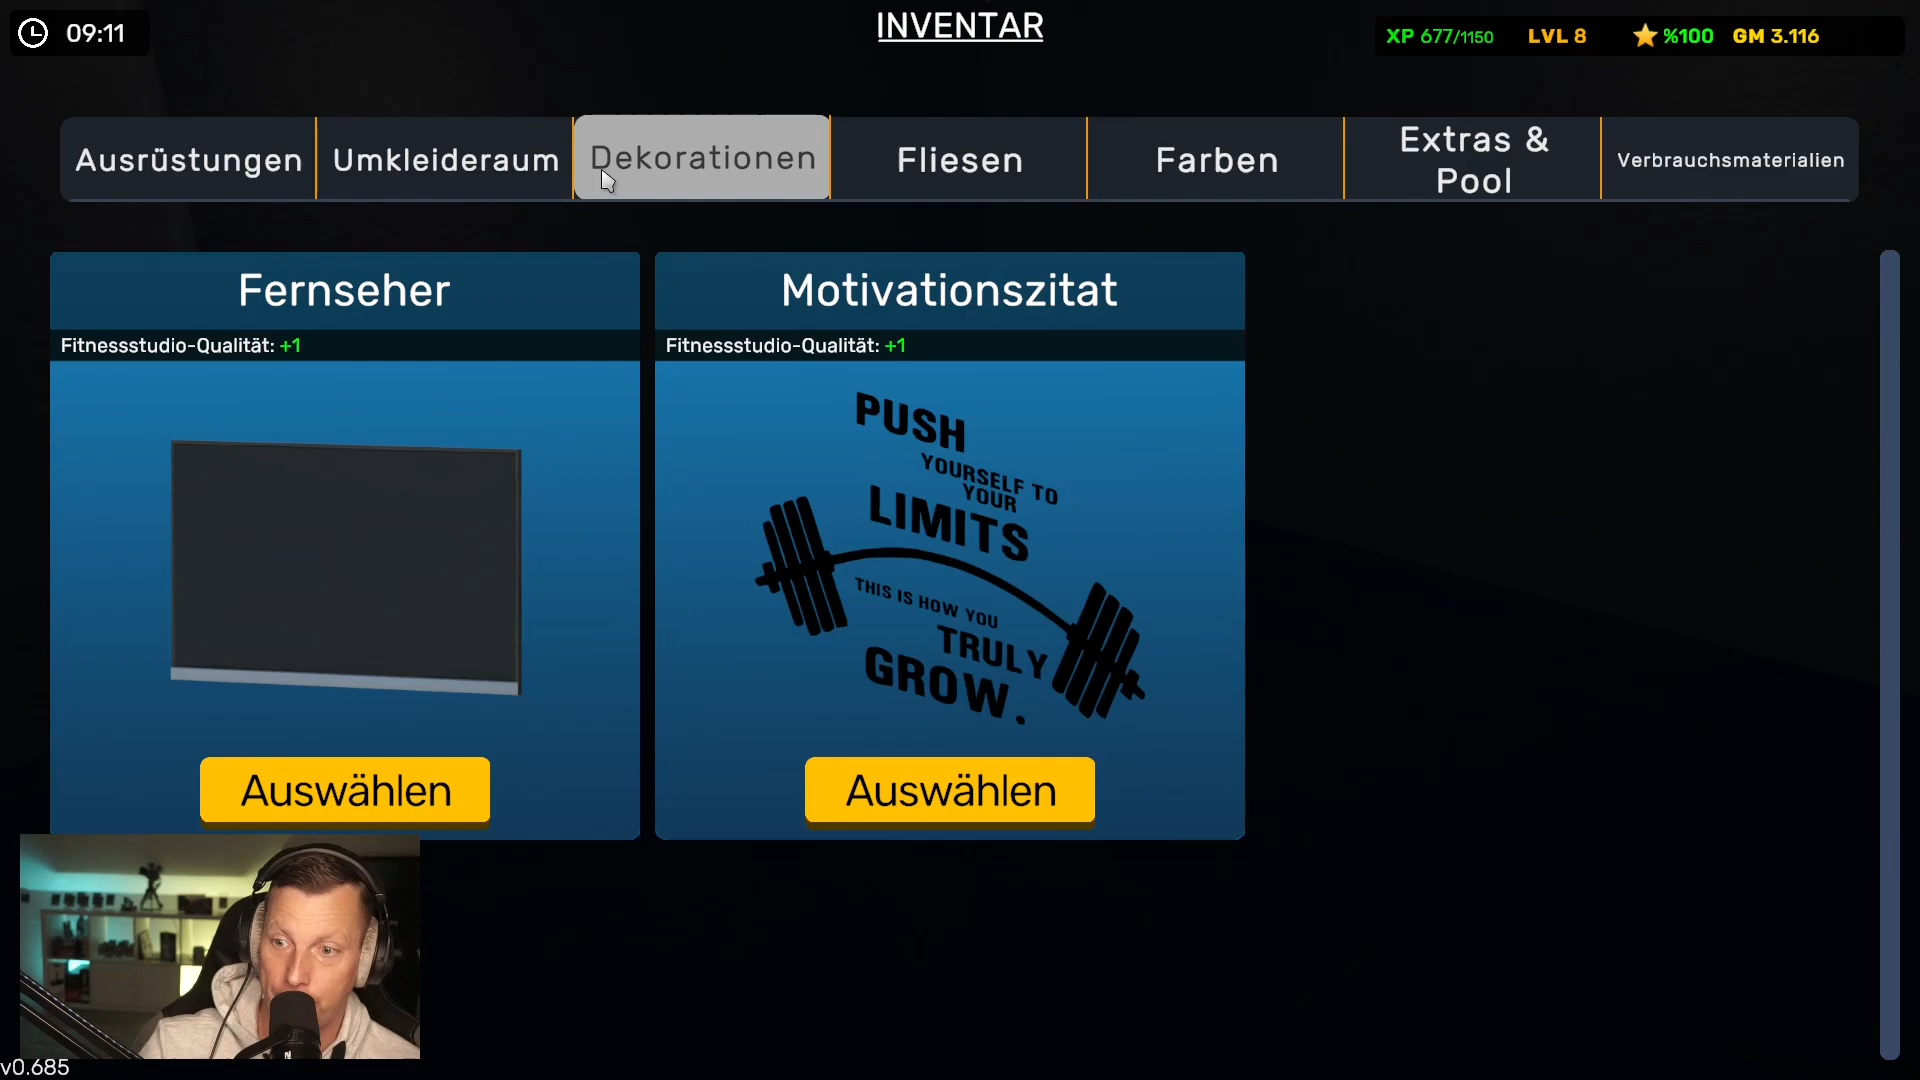 09:11
INVENTAR
XP 677/1150 LVL 8 %100 GM 3.116
Ausrüstungen
Umkleideraum
Dekorationen
Fliesen
Farben
Extras &
Pool
Verbrauchsmaterialien
Fernseher
Fitnessstudio-Qualität: +1
Auswählen
Motivationszitat
Fitnessstudio-Qualität: +1
PUSH
YOURSELF TO
YOUR
LIMITS
THIS IS HOW YOU
TRULY
GROW.
Auswählen
v0.685